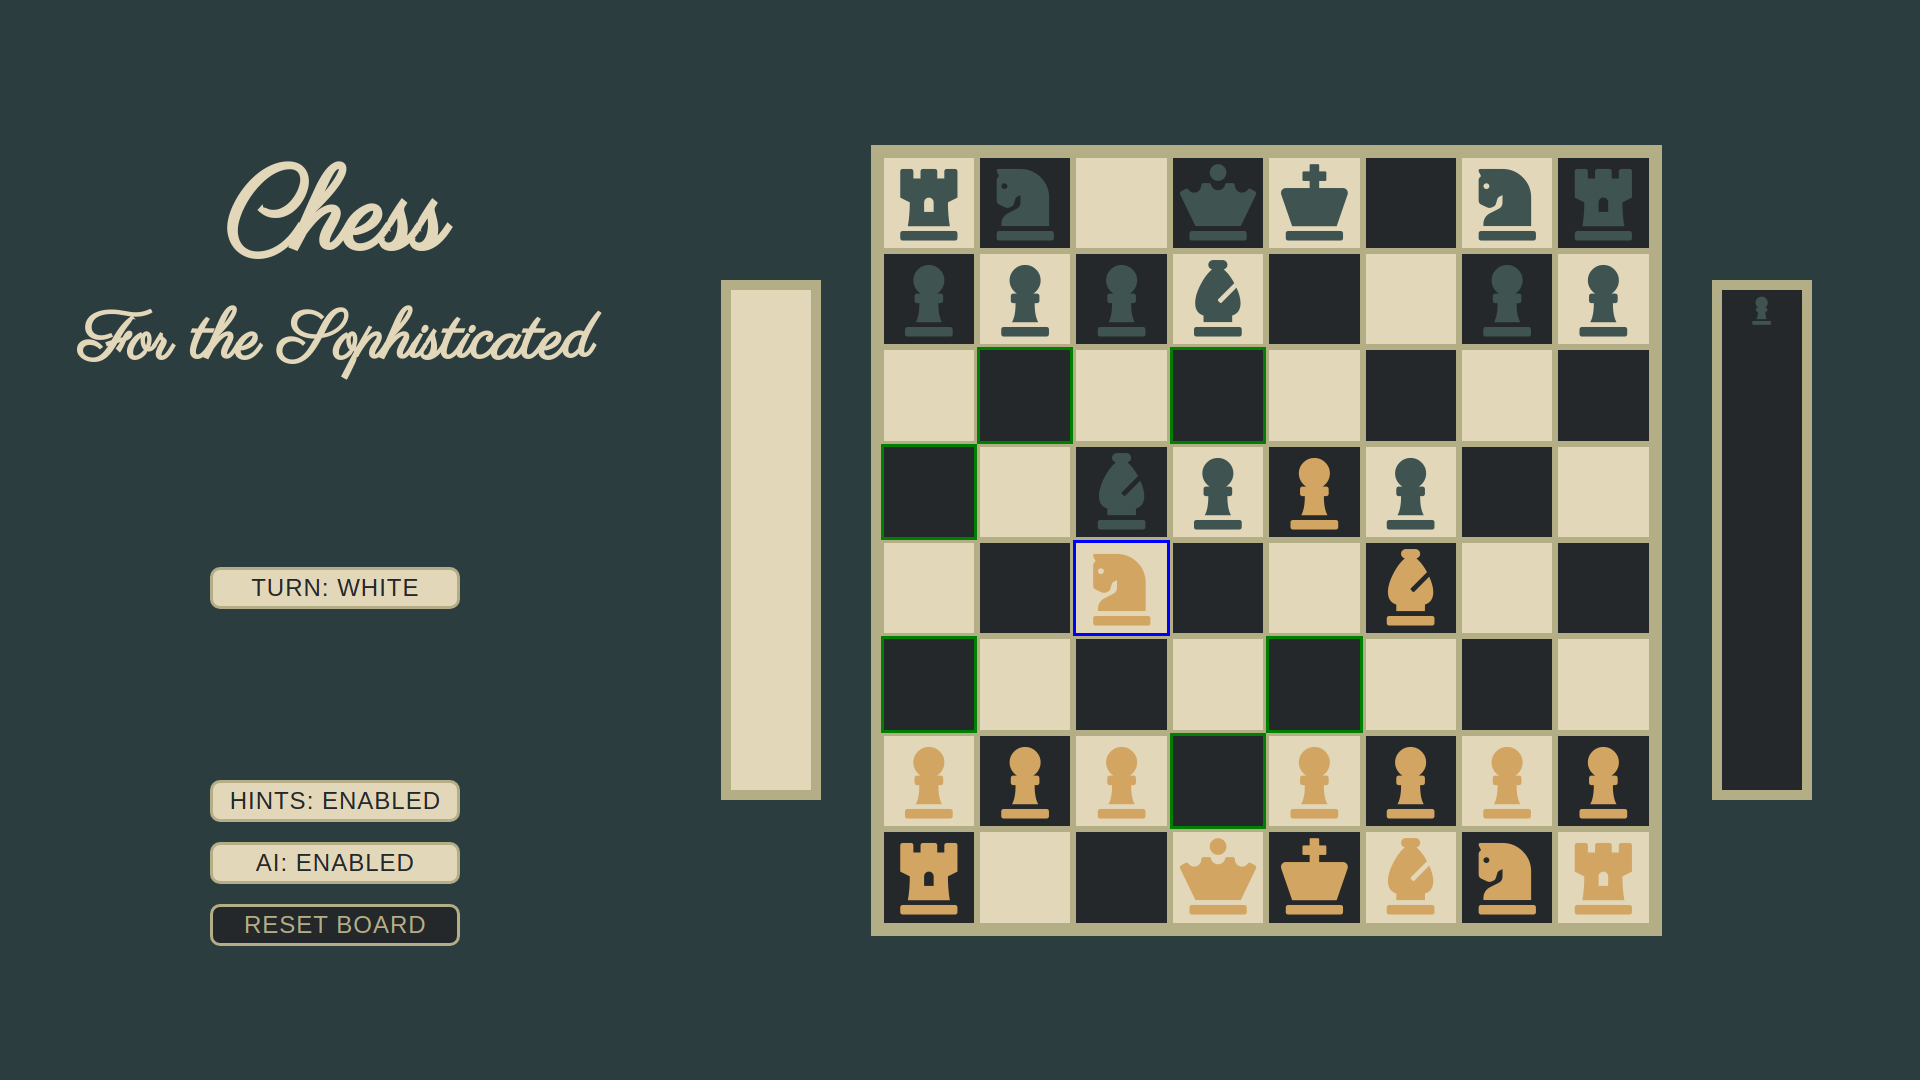 Chess
For the Sophisticated
TURN: WHITE
HINTS: ENABLED
AI: ENABLED
RESET BOARD